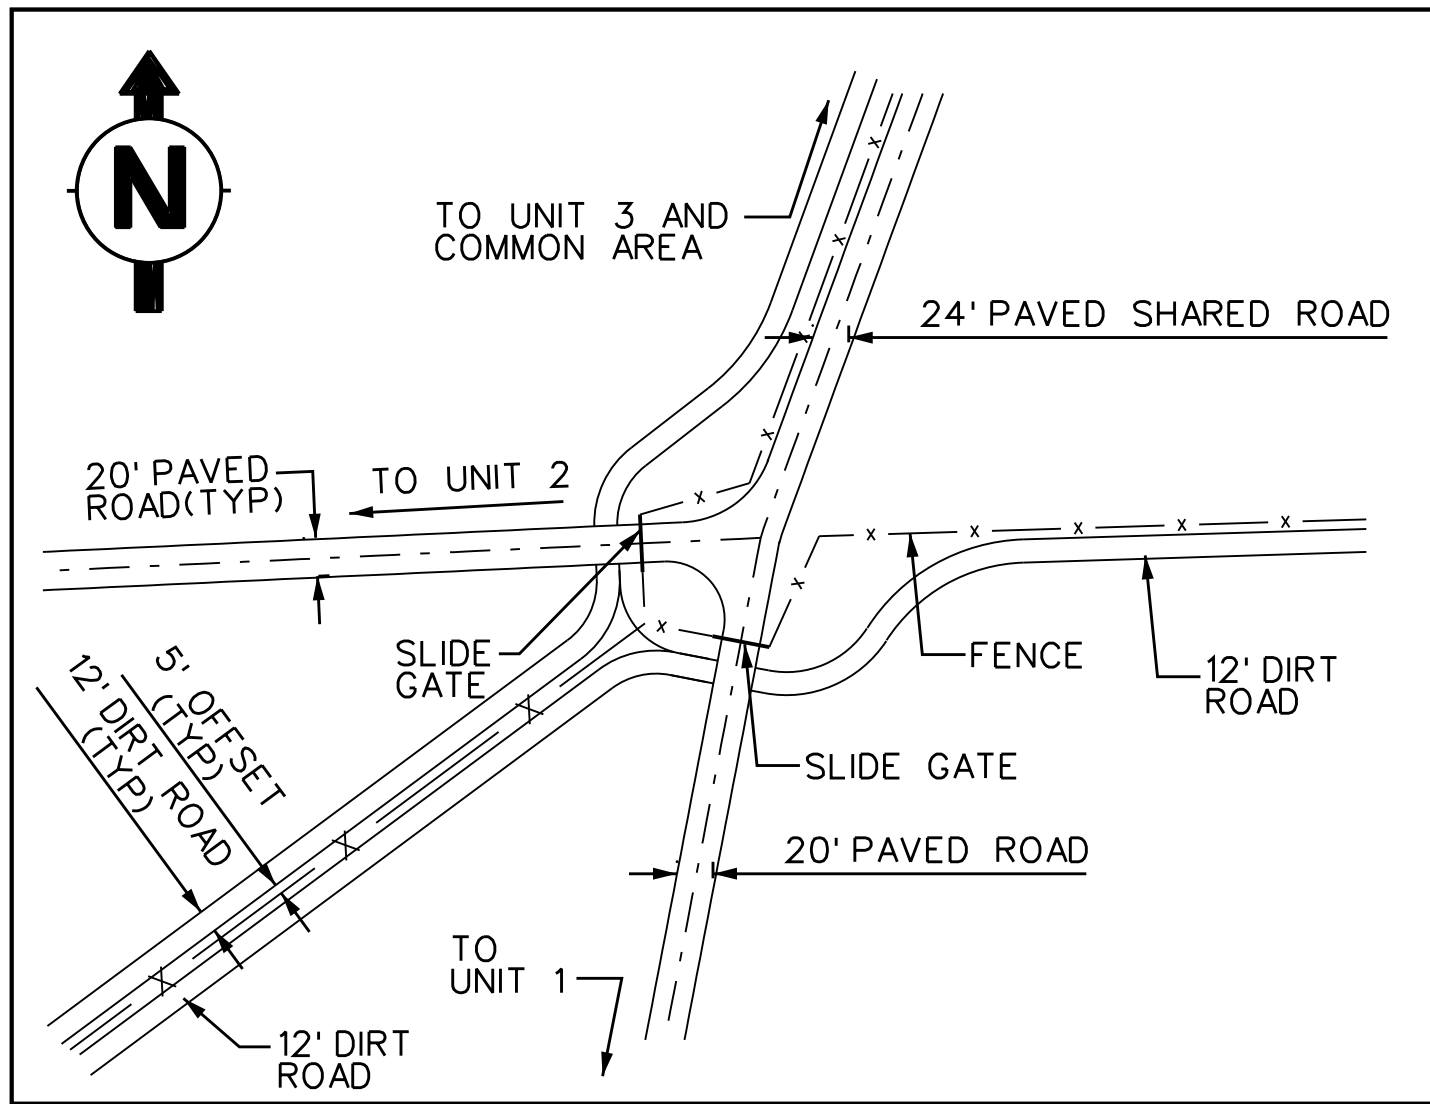 N
TO UNIT 3 AND
COMMON AREA
24' PAVED SHARED ROAD
20' PAVED
ROAD(TYP)
TO UNIT 2
SLIDE
GATE
FENCE
12' DIRT
ROAD
5' OFFSET
(TYP)
12' DIRT ROAD
(TYP)
SLIDE GATE
20' PAVED ROAD
TO
UNIT 1
12' DIRT
ROAD